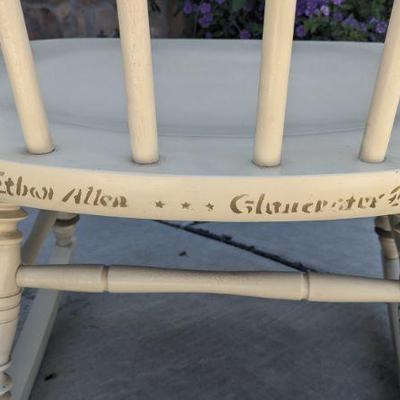 Ethan Allen * * * Gloucester